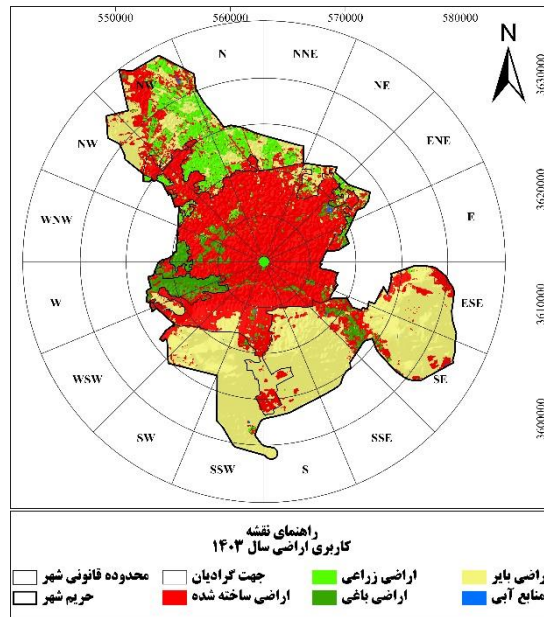 550000 560000 570000 580000
N
3630000
3620000
3610000
3600000
N
NNE
NE
ENE
E
ESE
SE
SSE
S
SSW
SW
WSW
W
WNW
NW
NW
راهنمای نقشه
کاربری اراضی سال ۱۴۰۳
راضی بایر اراضی زراعی جهت گرادیان محدوده قانونی شهر
منابع آبی اراضی باغی اراضی ساخته شده حریم شهر